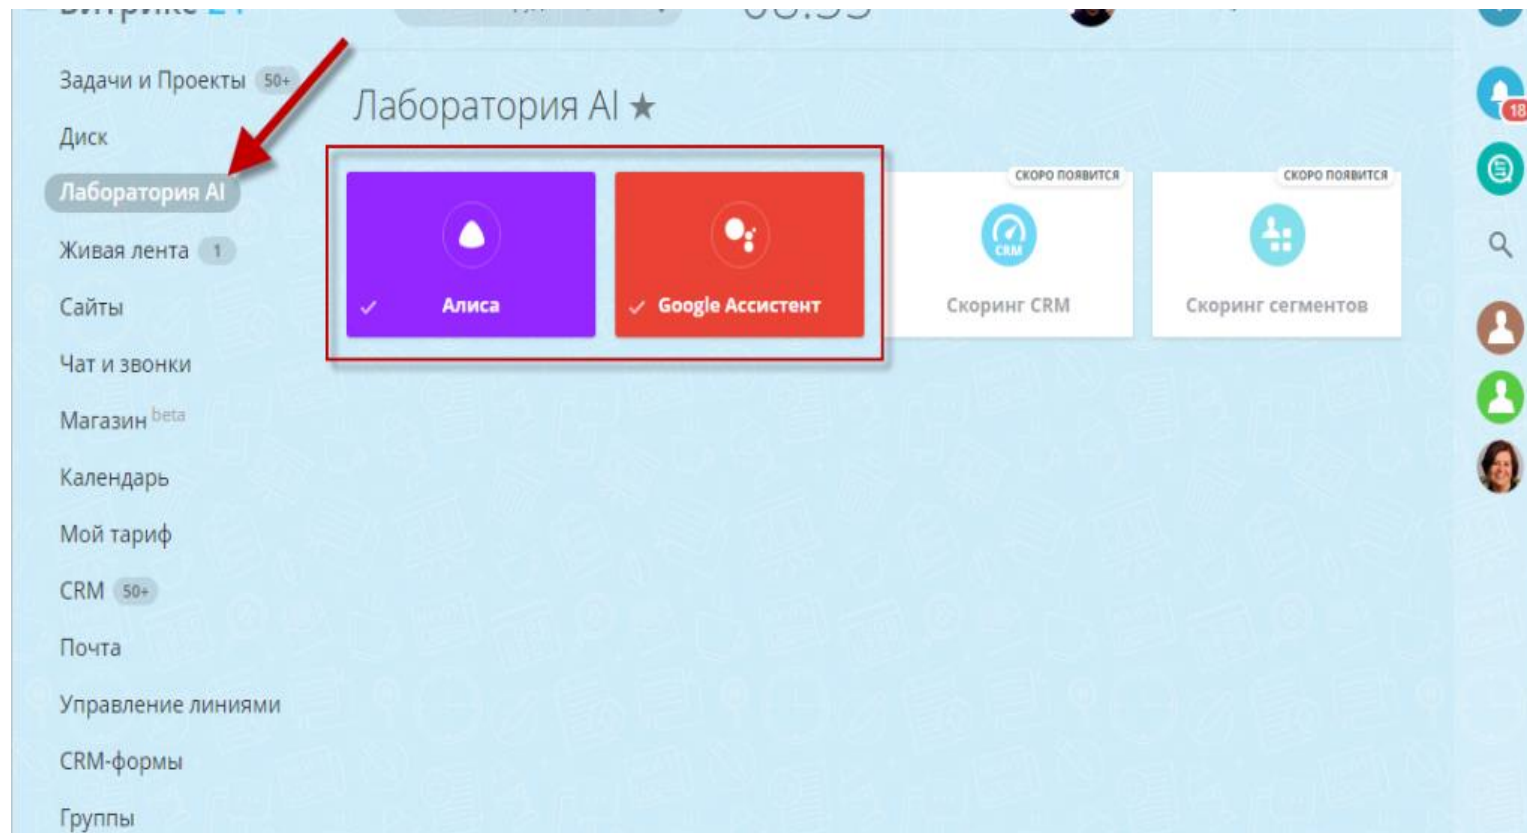 Задачи и Проекты 50+
Диск
Лаборатория AI
Живая лента 1
Сайты
Чат и звонки
Магазин beta
Календарь
Мой тариф
CRM 50+
Почта
Управление линиями
CRM-формы
Группы
Лаборатория AI ★
Алиса
Google Ассистент
СКОРО ПОЯВИТСЯ
CRM
Скоринг CRM
СКОРО ПОЯВИТСЯ
Скоринг сегментов
18